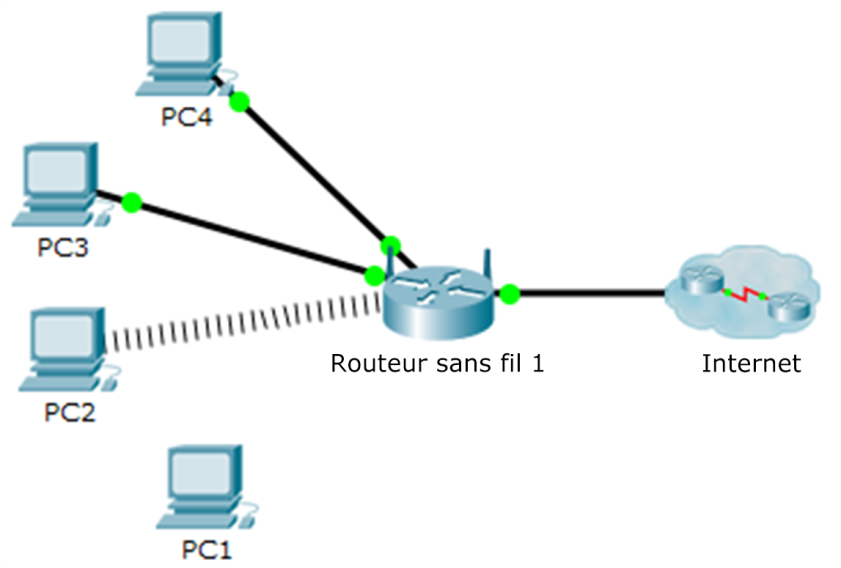 PC4
PC3
Routeur sans fil 1
Internet
PC2
PC1